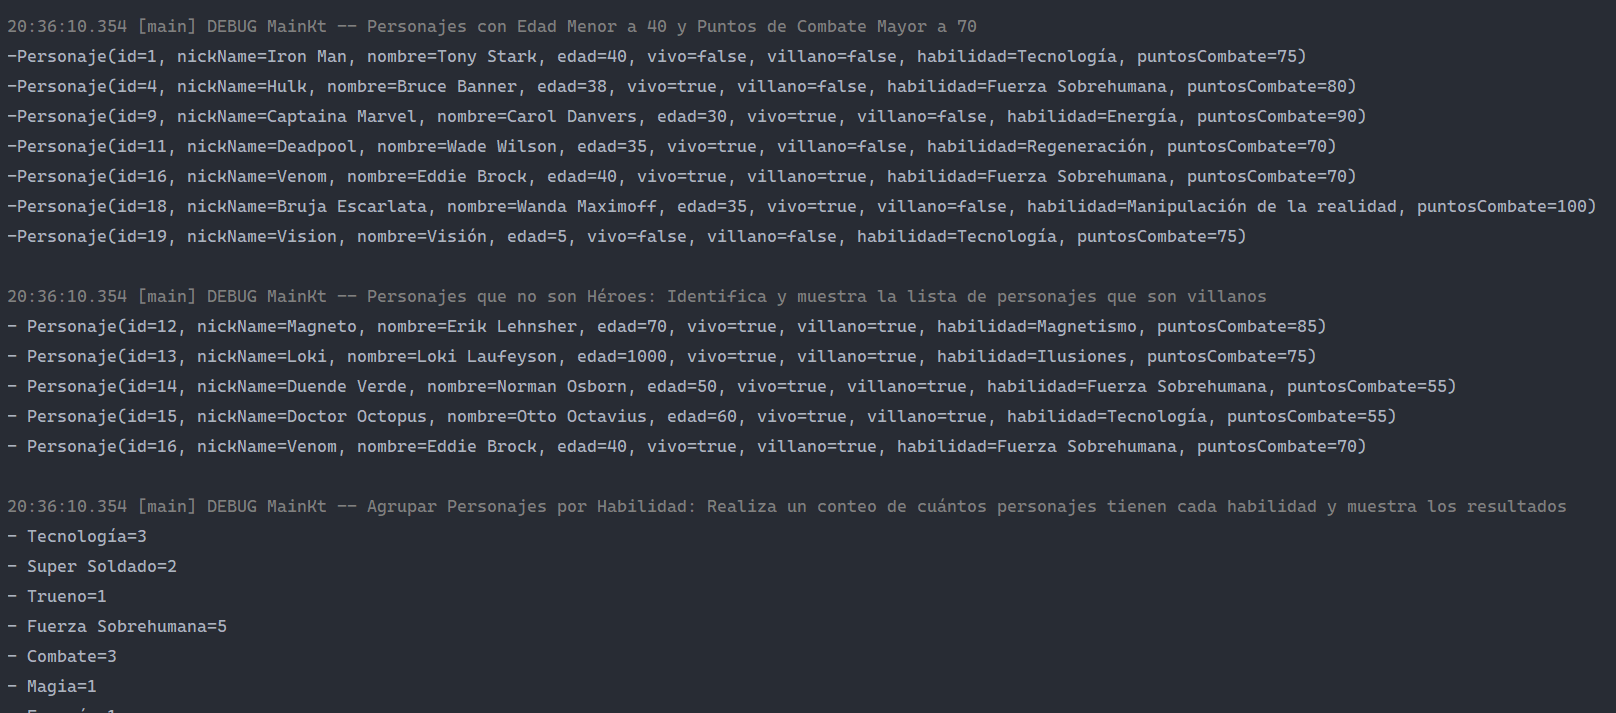 20:36:10.354 [main] DEBUG MainKt -- Personajes con Edad Menor a 40 y Puntos de Combate Mayor a 70
-Personaje(id=1, nickName=Iron Man, nombre=Tony Stark, edad=40, vivo=false, villano=false, habilidad=Tecnología, puntosCombate=75)
-Personaje(id=4, nickName=Hulk, nombre=Bruce Banner, edad=38, vivo=true, villano=false, habilidad=Fuerza Sobrehumana, puntosCombate=80)
-Personaje(id=9, nickName=Captaina Marvel, nombre=Carol Danvers, edad=30, vivo=true, villano=false, habilidad=Energía, puntosCombate=90)
-Personaje(id=11, nickName=Deadpool, nombre=Wade Wilson, edad=35, vivo=true, villano=false, habilidad=Regeneración, puntosCombate=70)
-Personaje(id=16, nickName=Venom, nombre=Eddie Brock, edad=40, vivo=true, villano=true, habilidad=Fuerza Sobrehumana, puntosCombate=70)
-Personaje(id=18, nickName=Bruja Escarlata, nombre=Wanda Maximoff, edad=35, vivo=true, villano=false, habilidad=Manipulación de la realidad, puntosCombate=100)
-Personaje(id=19, nickName=Vision, nombre=Visión, edad=5, vivo=false, villano=false, habilidad=Tecnología, puntosCombate=75)
20:36:10.354 [main] DEBUG MainKt -- Personajes que no son Héroes: Identifica y muestra la lista de personajes que son villanos
- Personaje(id=12, nickName=Magneto, nombre=Erik Lehnsher, edad=70, vivo=true, villano=true, habilidad=Magnetismo, puntosCombate=85)
- Personaje(id=13, nickName=Loki, nombre=Loki Laufeyson, edad=1000, vivo=true, villano=true, habilidad=Ilusiones, puntosCombate=75)
- Personaje(id=14, nickName=Duende Verde, nombre=Norman Osborn, edad=50, vivo=true, villano=true, habilidad=Fuerza Sobrehumana, puntosCombate=55)
- Personaje(id=15, nickName=Doctor Octopus, nombre=Otto Octavius, edad=60, vivo=true, villano=true, habilidad=Tecnología, puntosCombate=55)
- Personaje(id=16, nickName=Venom, nombre=Eddie Brock, edad=40, vivo=true, villano=true, habilidad=Fuerza Sobrehumana, puntosCombate=70)
20:36:10.354 [main] DEBUG MainKt -- Agrupar Personajes por Habilidad: Realiza un conteo de cuántos personajes tienen cada habilidad y muestra los resultados
- Tecnología=3
- Super Soldado=2
- Trueno=1
- Fuerza Sobrehumana=5
- Combate=3
- Magia=1